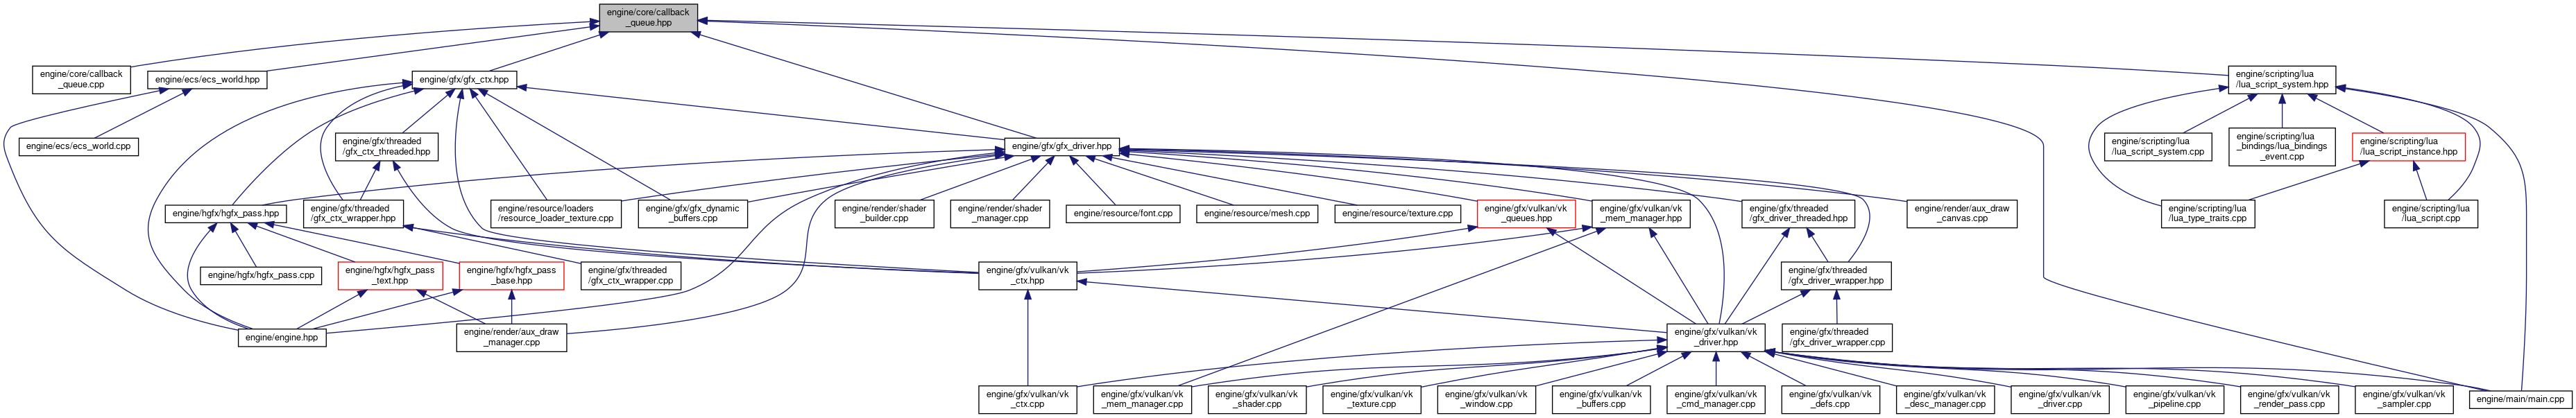 engine/core/callback
_queue.hpp
engine/core/callback
_queue.cpp
engine/ecs/ecs_world.hpp
engine/gfx/gfx_ctx.hpp
engine/scripting/lua
/lua_script_system.hpp
engine/ecs/ecs_world.cpp
engine/gfx/threaded
/gfx_ctx_threaded.hpp
engine/gfx/gfx_driver.hpp
engine/scripting/lua
/lua_script_system.cpp
engine/scripting/lua
_bindings/lua_bindings
_event.cpp
engine/scripting/lua
/lua_script_instance.hpp
engine/hgfx/hgfx_pass.hpp
engine/gfx/threaded
/gfx_ctx_wrapper.hpp
engine/resource/loaders
/resource_loader_texture.cpp
engine/gfx/gfx_dynamic
_buffers.cpp
engine/render/shader
_builder.cpp
engine/render/shader
_manager.cpp
engine/resource/font.cpp
engine/resource/mesh.cpp
engine/resource/texture.cpp
engine/gfx/vulkan/vk
_queues.hpp
engine/gfx/vulkan/vk
_mem_manager.hpp
engine/gfx/threaded
/gfx_driver_threaded.hpp
engine/render/aux_draw
_canvas.cpp
engine/scripting/lua
/lua_type_traits.cpp
engine/scripting/lua
/lua_script.cpp
engine/hgfx/hgfx_pass.cpp
engine/hgfx/hgfx_pass
_text.hpp
engine/hgfx/hgfx_pass
_base.hpp
engine/gfx/threaded
/gfx_ctx_wrapper.cpp
engine/gfx/vulkan/vk
_ctx.hpp
engine/gfx/threaded
/gfx_driver_wrapper.hpp
engine/engine.hpp
engine/render/aux_draw
_manager.cpp
engine/gfx/vulkan/vk
_driver.hpp
engine/gfx/threaded
/gfx_driver_wrapper.cpp
engine/gfx/vulkan/vk
_ctx.cpp
engine/gfx/vulkan/vk
_mem_manager.cpp
engine/gfx/vulkan/vk
_shader.cpp
engine/gfx/vulkan/vk
_texture.cpp
engine/gfx/vulkan/vk
_window.cpp
engine/gfx/vulkan/vk
_buffers.cpp
engine/gfx/vulkan/vk
_cmd_manager.cpp
engine/gfx/vulkan/vk
_defs.cpp
engine/gfx/vulkan/vk
_desc_manager.cpp
engine/gfx/vulkan/vk
_driver.cpp
engine/gfx/vulkan/vk
_pipeline.cpp
engine/gfx/vulkan/vk
_render_pass.cpp
engine/gfx/vulkan/vk
_sampler.cpp
engine/main/main.cpp